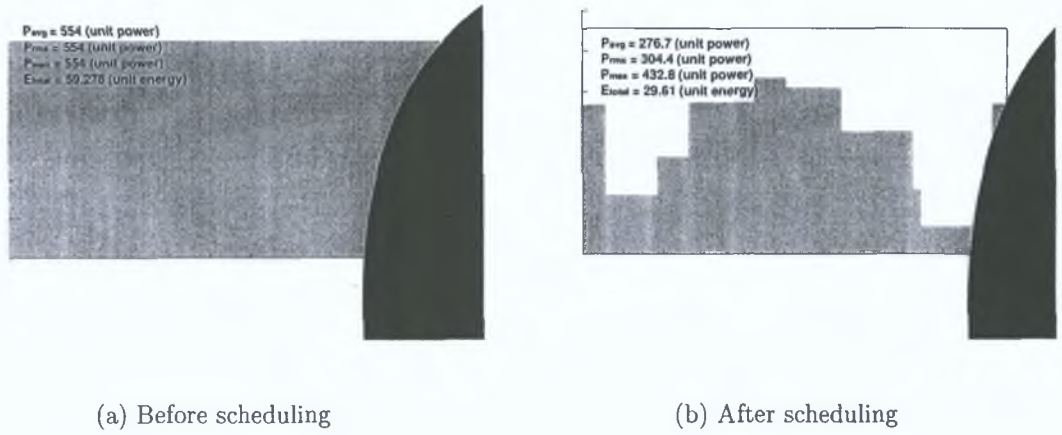 Pavg = 554 (unit power)
Prms = 554 (unit power)
Pmax = 554 (unit power)
Etotal = 59.278 (unit energy)
Pavg = 276.7 (unit power)
Prms = 304.4 (unit power)
Pmax = 432.8 (unit power)
Etotal = 29.61 (unit energy)
(a) Before scheduling
(b) After scheduling